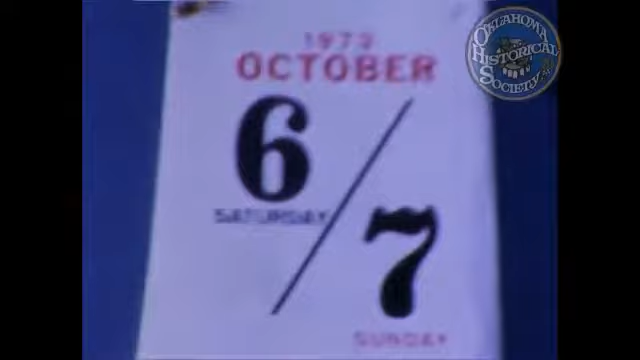 1973
OCTOBER
6
SATURDAY
7
SUNDAY
OKLAHOMA
HISTORICAL
SOCIETY